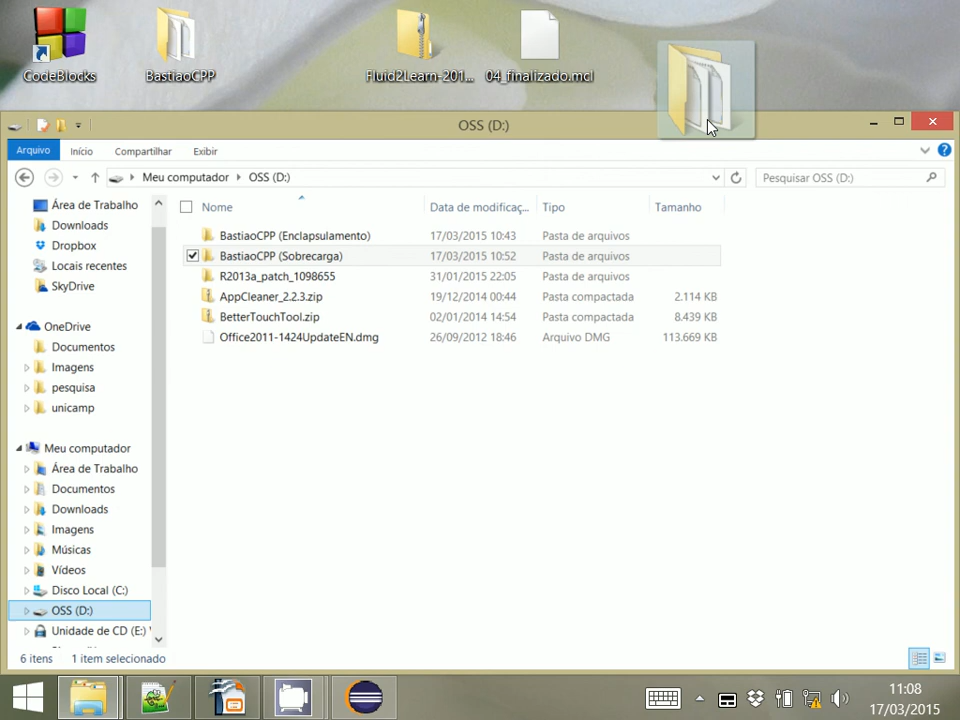 CodeBlocks
BastiaoCPP
Fluid2Learn-201...
04_finalizado.mcl
OSS (D:)
Arquivo
Início
Compartilhar
Exibir
Meu computador
OSS (D:)
Pesquisar OSS (D:)
Nome
Data de modificaç...
Tipo
Tamanho
BastiaoCPP (Enclapsulamento) 17/03/2015 10:43 Pasta de arquivos
BastiaoCPP (Sobrecarga) 17/03/2015 10:52 Pasta de arquivos
R2013a_patch_1098655 31/01/2015 22:05 Pasta de arquivos
AppCleaner_2.2.3.zip 19/12/2014 00:44 Pasta compactada 2.114 KB
BetterTouchTool.zip 02/01/2014 14:54 Pasta compactada 8.439 KB
Office2011-1424UpdateEN.dmg 26/09/2012 18:46 Arquivo DMG 113.669 KB
Área de Trabalho
Downloads
Dropbox
Locais recentes
SkyDrive
OneDrive
Documentos
Imagens
pesquisa
unicamp
Meu computador
Área de Trabalho
Documentos
Downloads
Imagens
Músicas
Vídeos
Disco Local (C:)
OSS (D:)
Unidade de CD (E:)
6 itens
1 item selecionado
11:08
17/03/2015